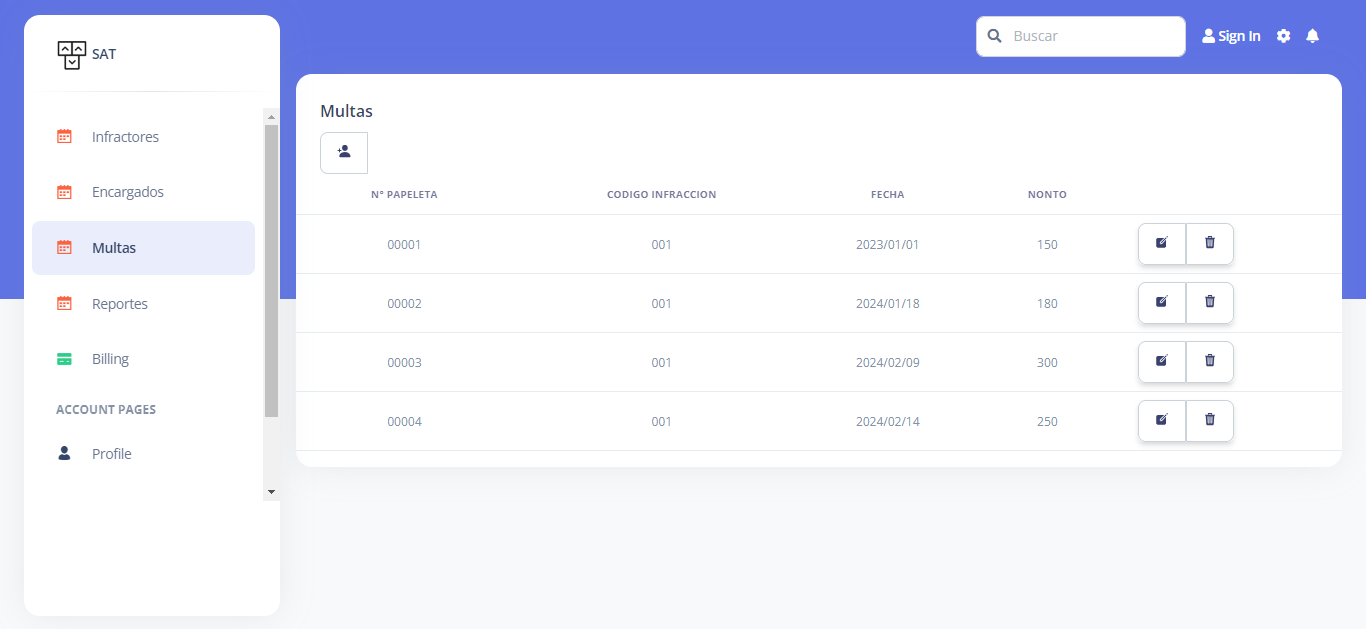 SAT
Infractores
Encargados
Multas
Reportes
Billing
ACCOUNT PAGES
Profile
Buscar
Sign In
Multas
N° PAPELETA CODIGO INFRACCION FECHA NONTO
00001 001 2023/01/01 150
00002 001 2024/01/18 180
00003 001 2024/02/09 300
00004 001 2024/02/14 250